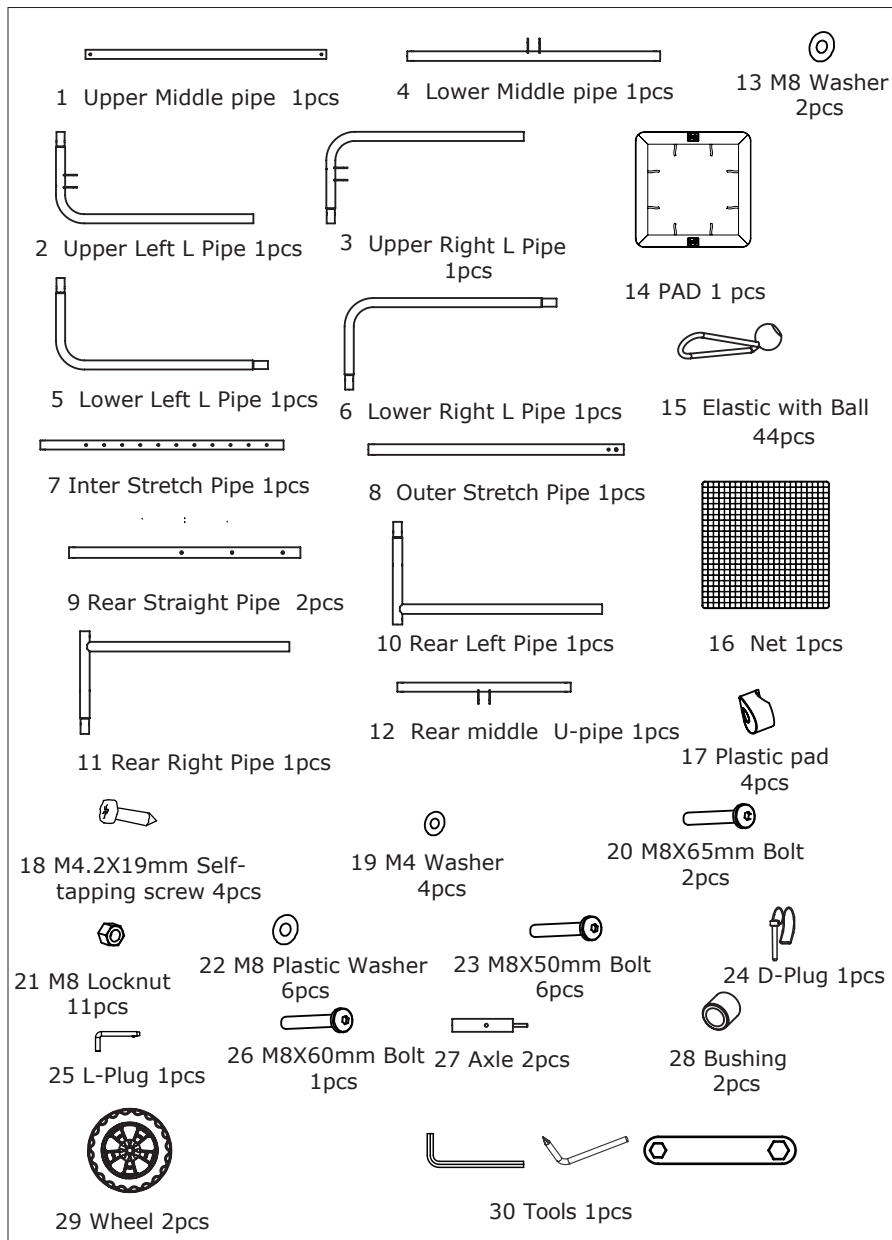 1 Upper Middle pipe 1pcs
4 Lower Middle pipe 1pcs
13 M8 Washer
2pcs
2 Upper Left L Pipe 1pcs
3 Upper Right L Pipe
1pcs
14 PAD 1 pcs
5 Lower Left L Pipe 1pcs
6 Lower Right L Pipe 1pcs
15 Elastic with Ball
44pcs
7 Inter Stretch Pipe 1pcs
8 Outer Stretch Pipe 1pcs
9 Rear Straight Pipe 2pcs
10 Rear Left Pipe 1pcs
16 Net 1pcs
11 Rear Right Pipe 1pcs
12 Rear middle U-pipe 1pcs
17 Plastic pad
4pcs
18 M4.2X19mm Self-
tapping screw 4pcs
19 M4 Washer
4pcs
20 M8X65mm Bolt
2pcs
21 M8 Locknut
11pcs
22 M8 Plastic Washer
6pcs
23 M8X50mm Bolt
6pcs
24 D-Plug 1pcs
25 L-Plug 1pcs
26 M8X60mm Bolt
1pcs
27 Axle 2pcs
28 Bushing
2pcs
29 Wheel 2pcs
30 Tools 1pcs